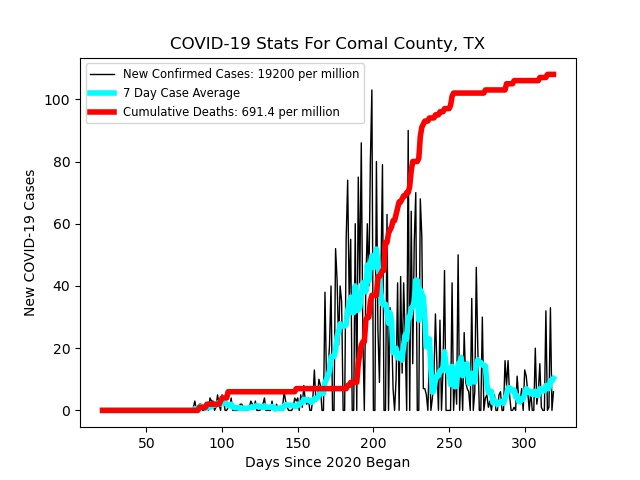 COVID-19 Stats For Comal County, TX
New Confirmed Cases: 19200 per million
7 Day Case Average
Cumulative Deaths: 691.4 per million
New COVID-19 Cases
100
80
60
40
20
0
50 100 150 200 250 300
Days Since 2020 Began